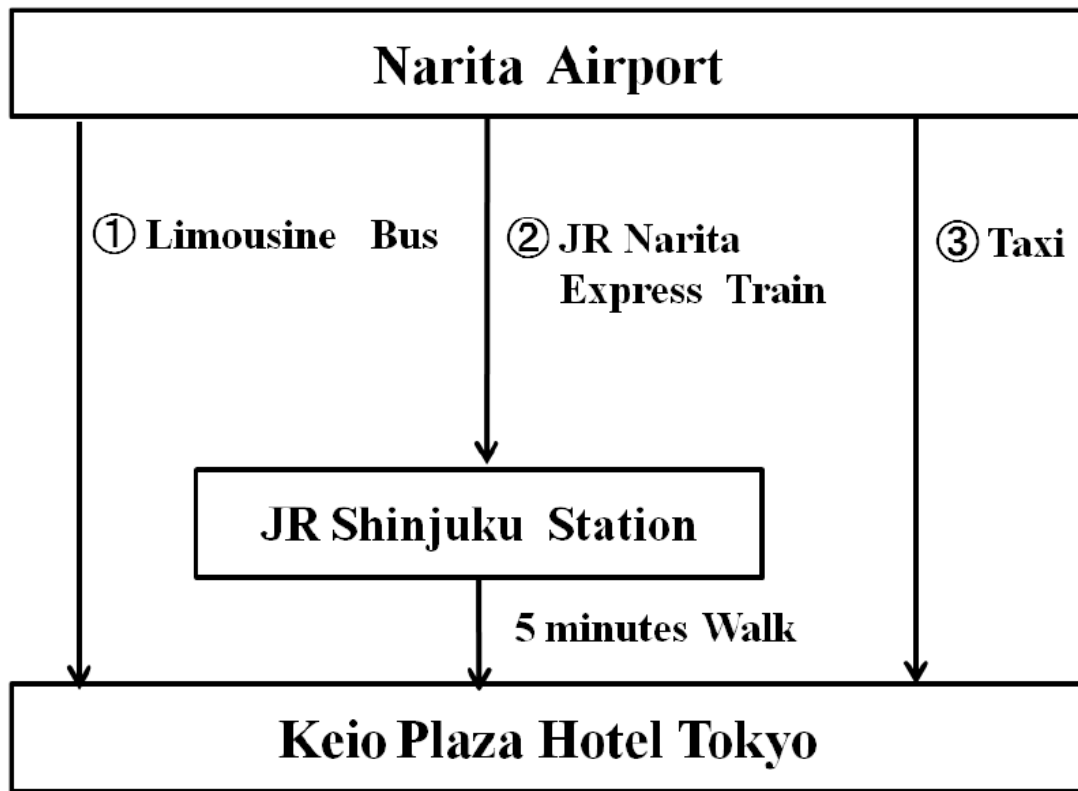 Narita Airport
① Limousine Bus
② JR Narita
Express Train
③ Taxi
JR Shinjuku Station
5 minutes Walk
Keio Plaza Hotel Tokyo